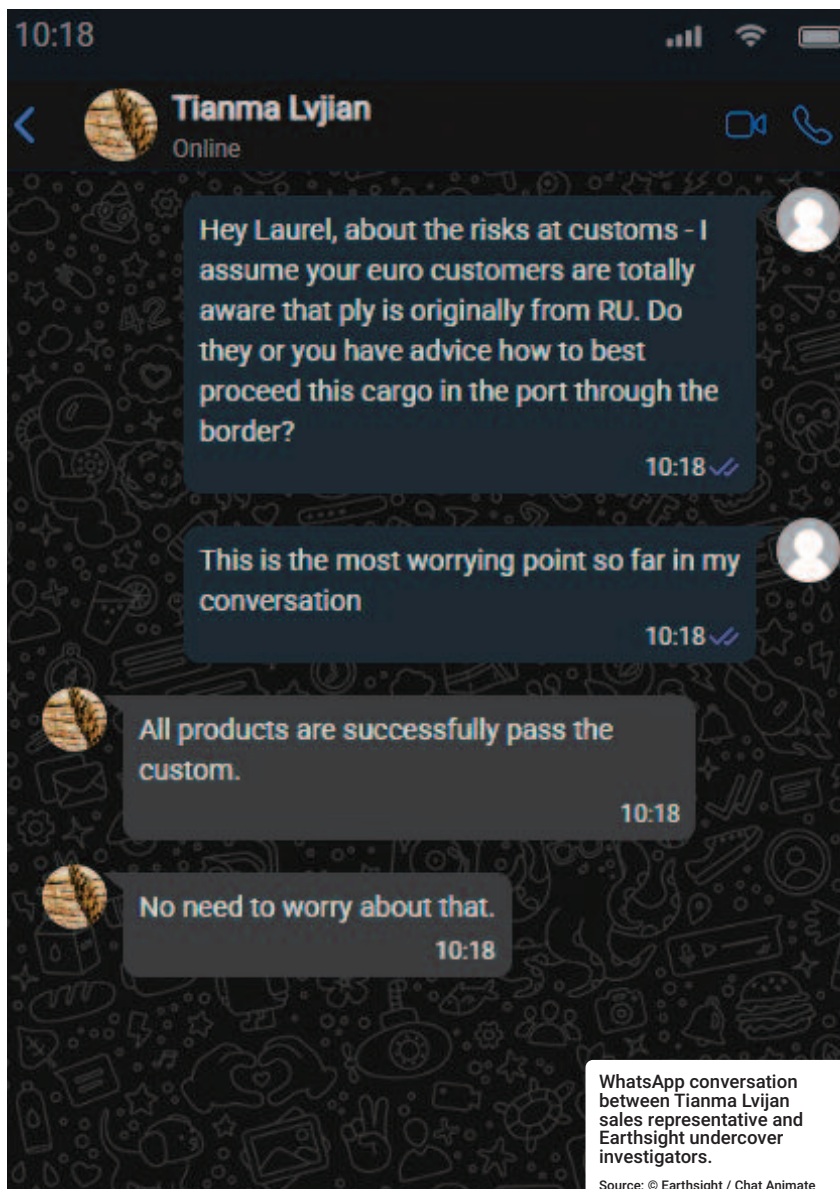 10:18
Tianma Lvjian
Online
Hey Laurel, about the risks at customs - I
assume your euro customers are totally
aware that ply is originally from RU. Do
they or you have advice how to best
proceed this cargo in the port through the
border?
10:18
This is the most worrying point so far in my
conversation
10:18
All products are successfully pass the
custom.
10:18
No need to worry about that.
10:18
WhatsApp conversation
between Tianma Lvijan
sales representative and
Earthsight undercover
investigators.
Source: © Earthsight / Chat Animate